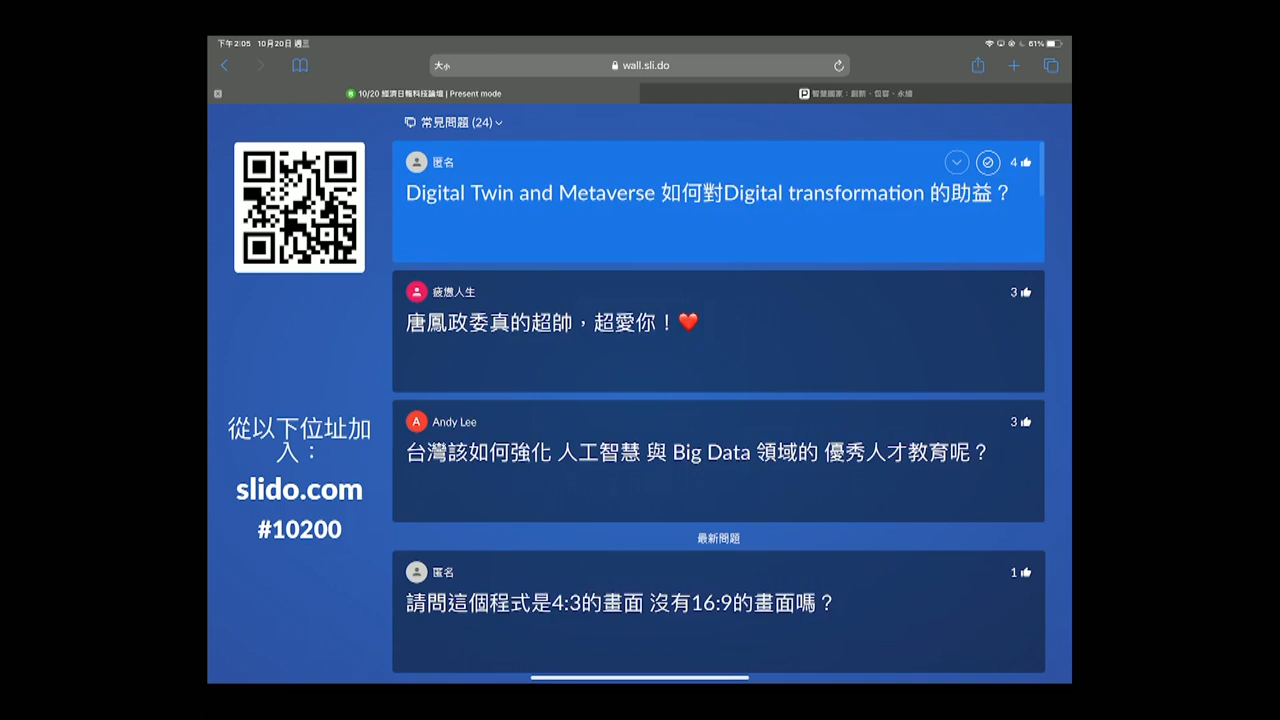 下午2:05 10月20日 週三
61%
大小
wall.sli.do
10/20 經濟日報科技論壇 | Present mode
智慧國家：創新、包容、永續
常見問題 (24)
匿名
4
Digital Twin and Metaverse 如何對Digital transformation 的助益？
疲憊人生
3
唐鳳政委真的超帥，超愛你！❤️
A
Andy Lee
3
台灣該如何強化 人工智慧 與 Big Data 領域的 優秀人才教育呢？
從以下位址加
入：
slido.com
#10200
最新問題
匿名
1
請問這個程式是4:3的畫面 沒有16:9的畫面嗎？